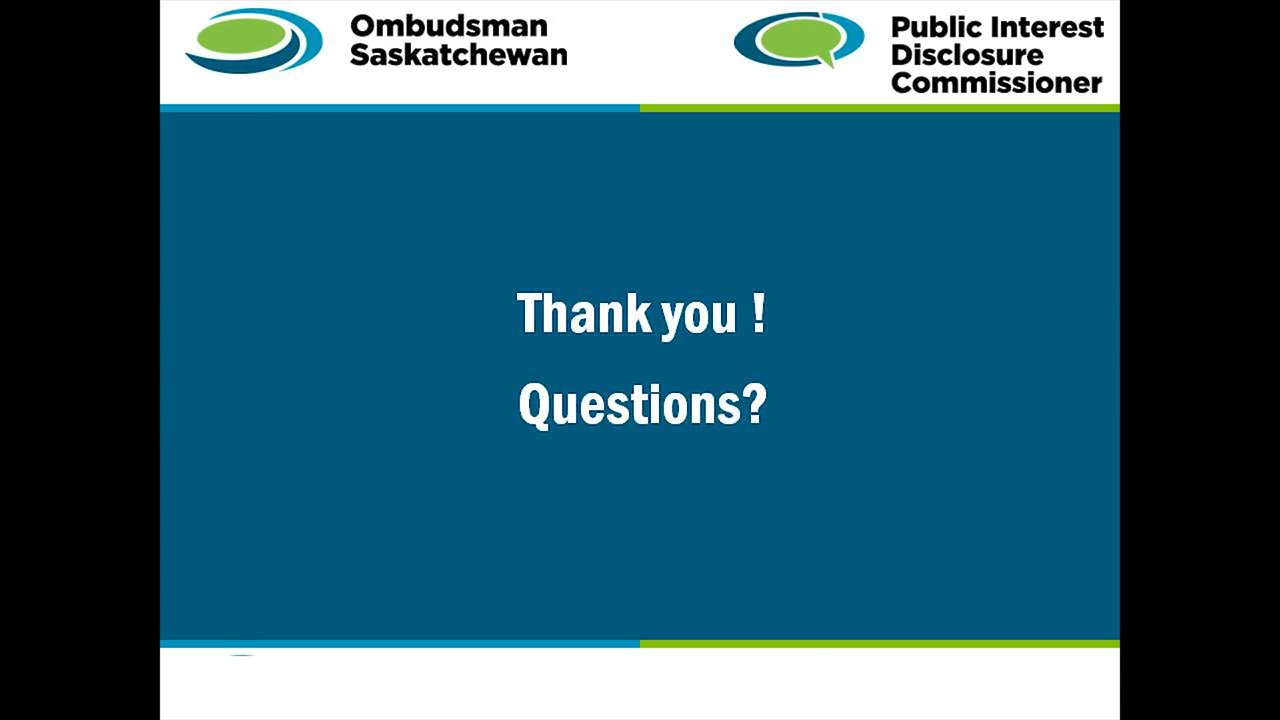 Ombudsman
Saskatchewan
Public Interest
Disclosure
Commissioner
Thank you !
Questions?